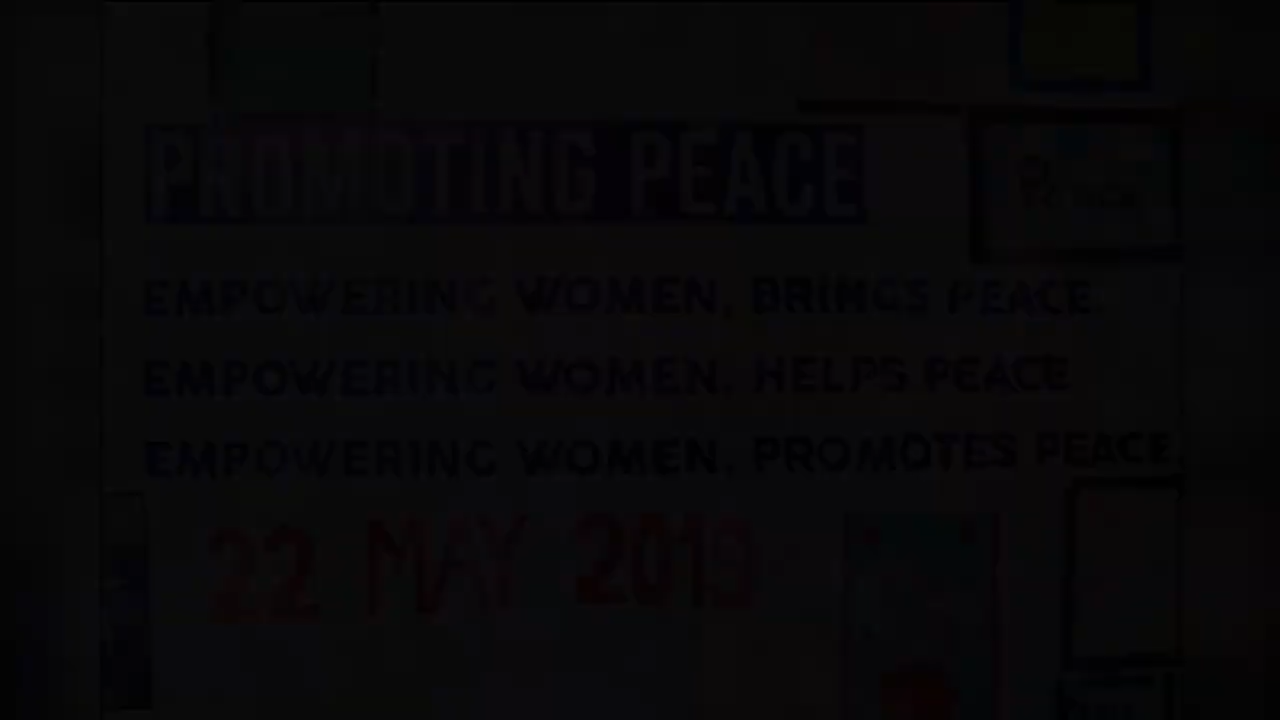 PROMOTING PEACE
EMPOWERING WOMEN, BRINGS PEACE.
EMPOWERING WOMEN, HELPS PEACE
EMPOWERING WOMEN, PROMOTES PEACE.
22 MAY 2019